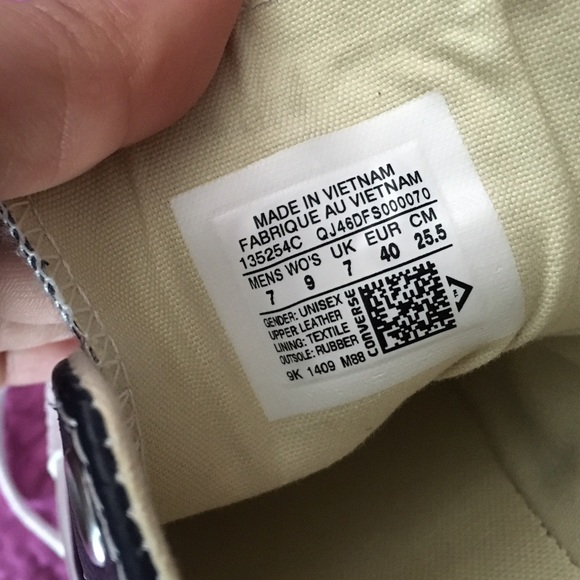 MADE IN VIETNAM
FABRIQUE AU VIETNAM
135254C QJ46DFS000070
MENS WO'S UK EUR CM
7 9 7 40 25.5
GENDER: UNISEX
UPPER: LEATHER
LINING: TEXTILE
OUTSOLE: RUBBER
9K 1409 M88
CONVERSE